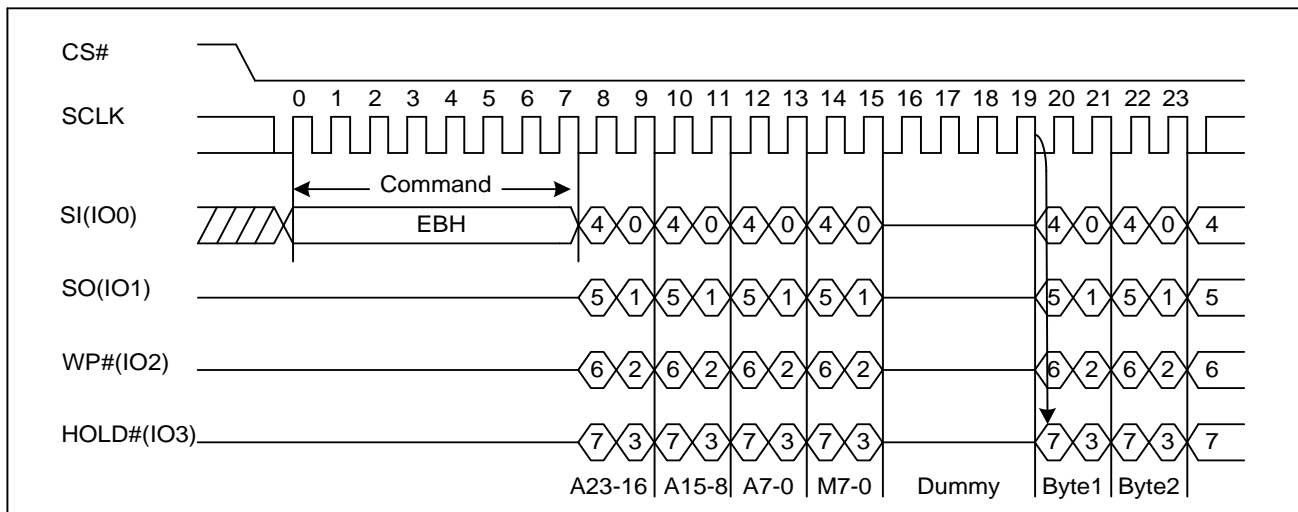 CS#
0 1 2 3 4 5 6 7 8 9 10 11 12 13 14 15 16 17 18 19 20 21 22 23
SCLK
Command
SI(IO0) EBH 4 0 4 0 4 0 4 0 4 0 4 0 4
SO(IO1) 5 1 5 1 5 1 5 1 5 1 5 1 5
WP#(IO2) 6 2 6 2 6 2 6 2 6 2 6 2 6
HOLD#(IO3) 7 3 7 3 7 3 7 3 7 3 7 3 7
A23-16 A15-8 A7-0 M7-0 Dummy Byte1 Byte2